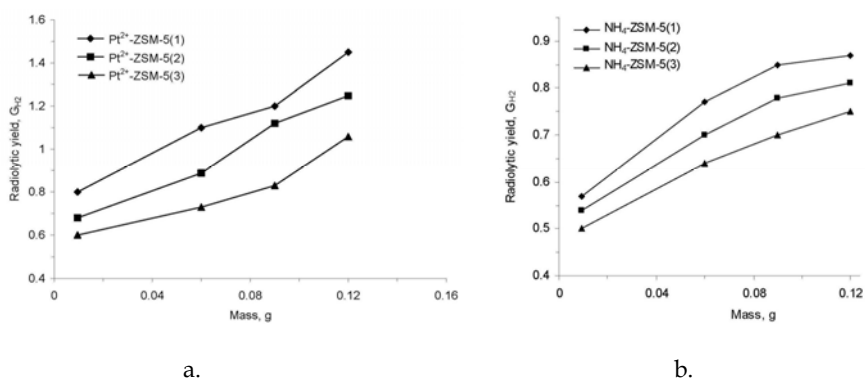 1.6
1.4
1.2
1
0.8
0.6
0.4
0
0.04
0.08
0.12
0.16
Radiolytic yield, GH2
Mass, g
Pt2+-ZSM-5(1)
Pt2+-ZSM-5(2)
Pt2+-ZSM-5(3)
a.
0.9
0.8
0.7
0.6
0.5
0.4
0
0.04
0.08
0.12
Radiolytic yield, GH2
Mass, g
NH4-ZSM-5(1)
NH4-ZSM-5(2)
NH4-ZSM-5(3)
b.